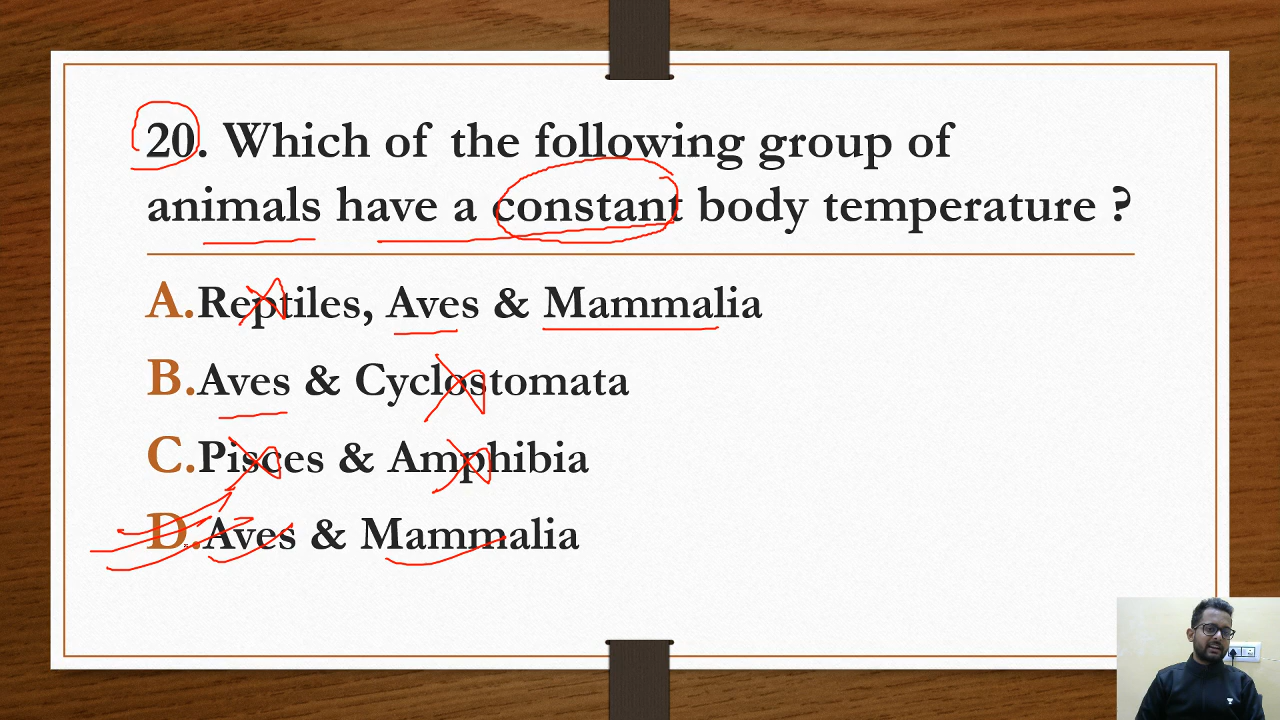 20. Which of the following group of
animals have a constant body temperature ?
A.Reptiles, Aves & Mammalia
B.Aves & Cyclostomata
C.Pisces & Amphibia
D.Aves & Mammalia